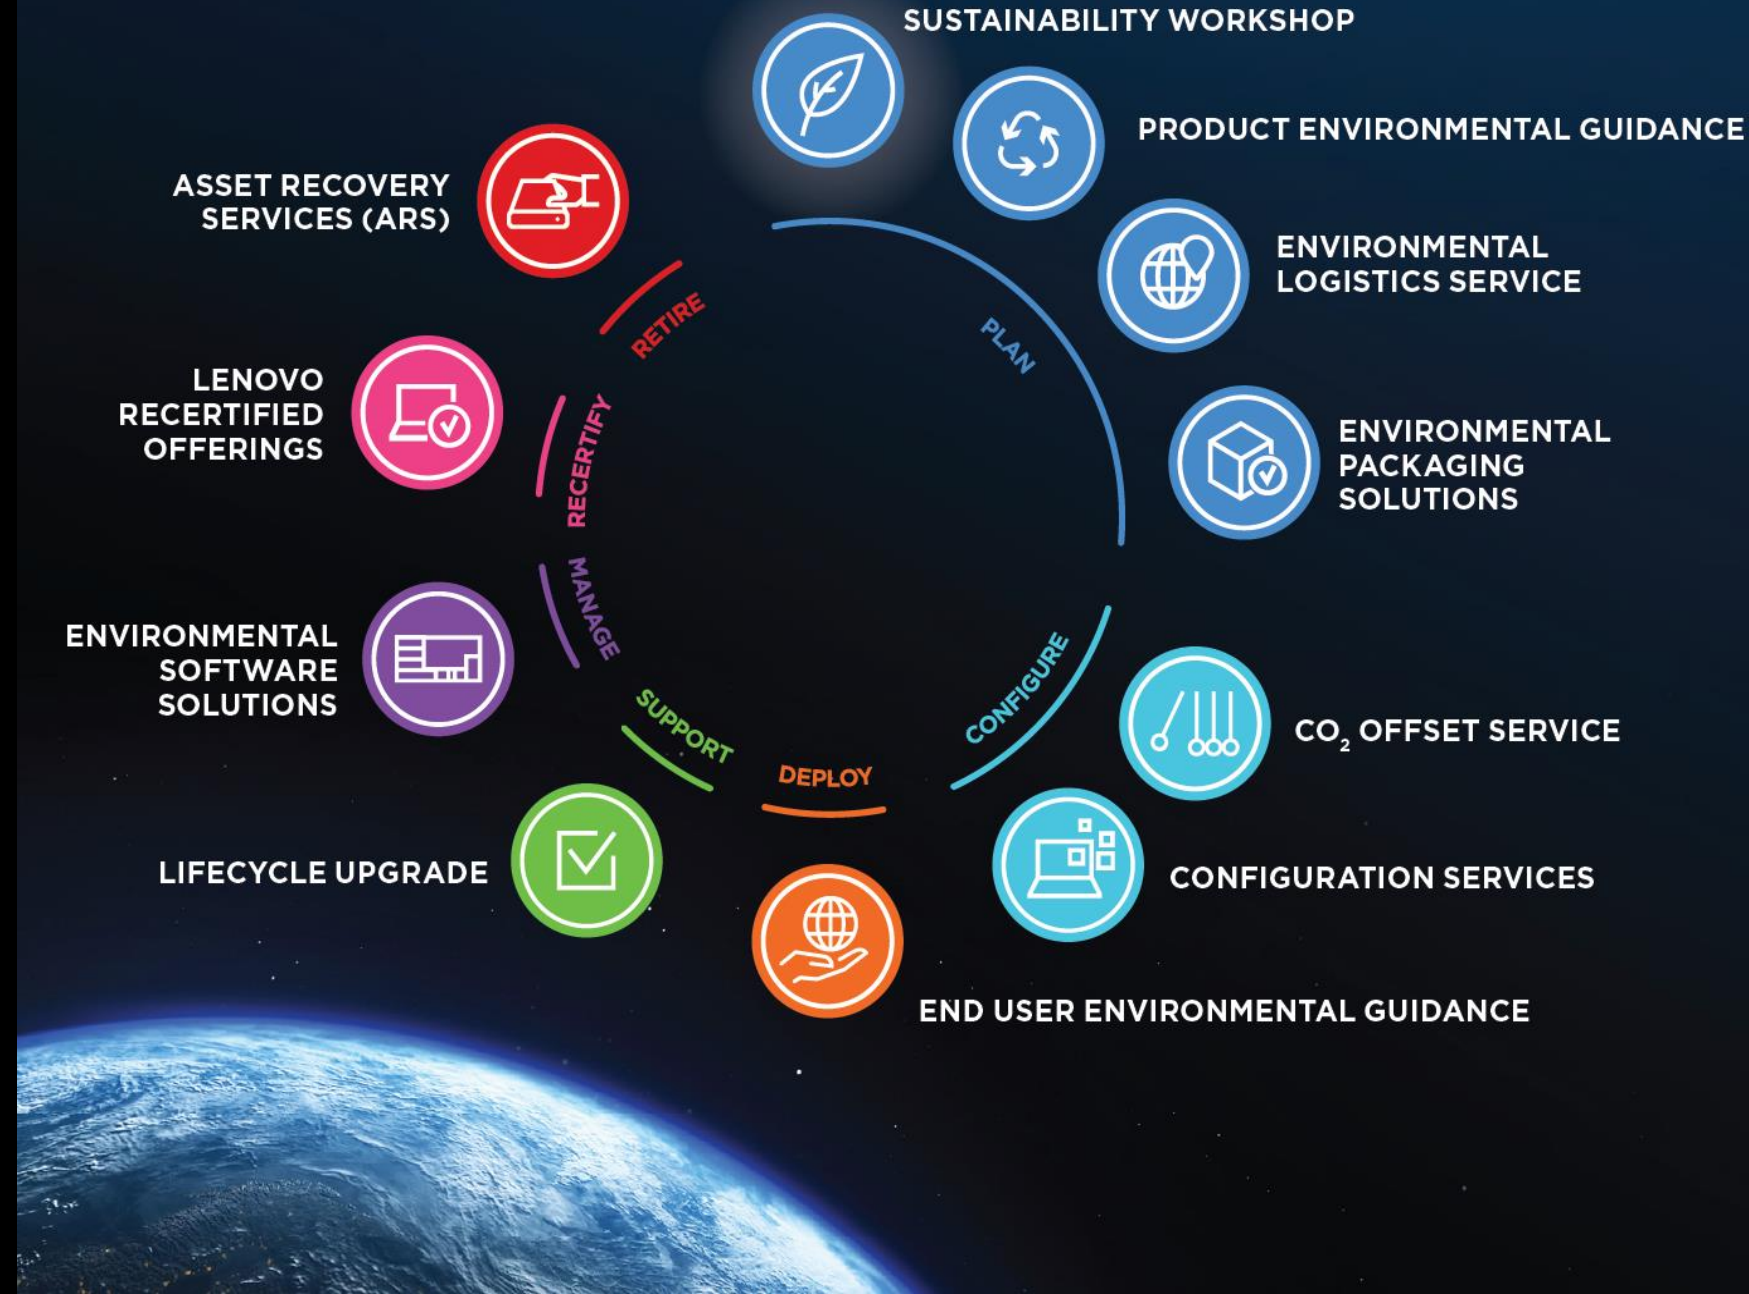 SUSTAINABILITY WORKSHOP
PRODUCT ENVIRONMENTAL GUIDANCE
ENVIRONMENTAL
LOGISTICS SERVICE
ENVIRONMENTAL
PACKAGING
SOLUTIONS
PLAN
CO₂ OFFSET SERVICE
CONFIGURATION SERVICES
CONFIGURE
END USER ENVIRONMENTAL GUIDANCE
DEPLOY
LIFECYCLE UPGRADE
SUPPORT
ENVIRONMENTAL
SOFTWARE
SOLUTIONS
MANAGE
LENOVO
RECERTIFIED
OFFERINGS
RECERTIFY
ASSET RECOVERY
SERVICES (ARS)
RETIRE